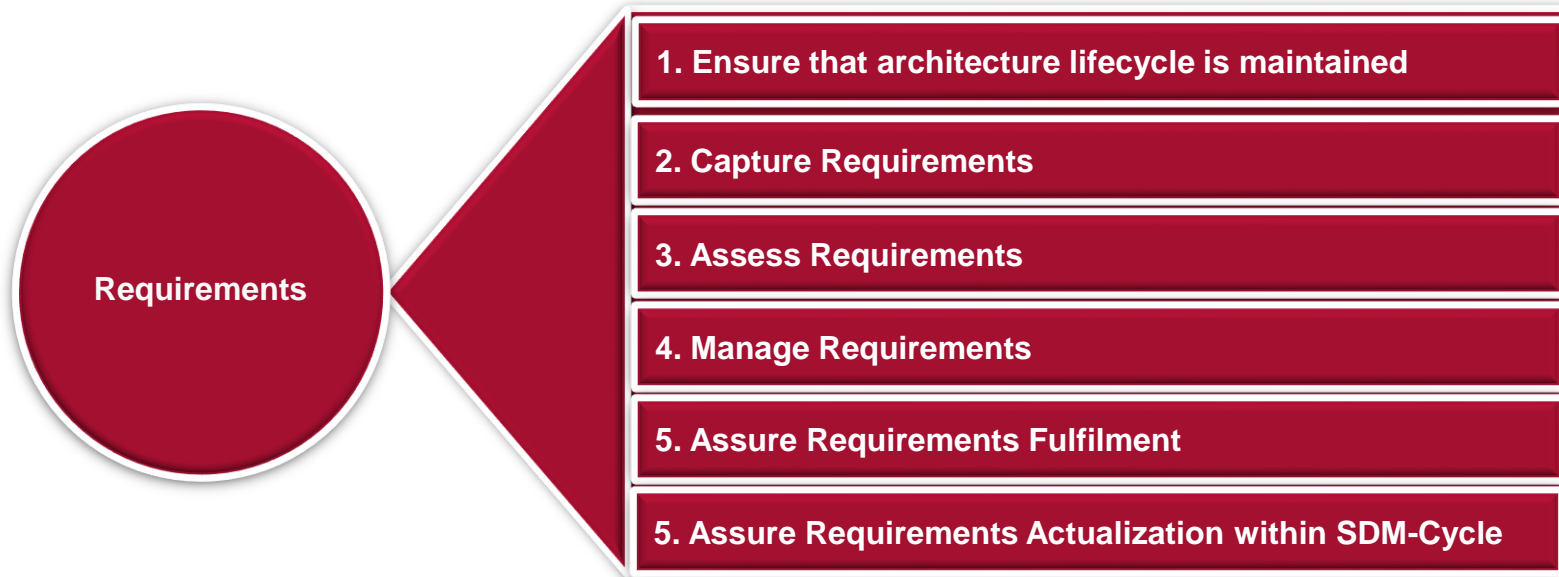 Requirements
1. Ensure that architecture lifecycle is maintained
2. Capture Requirements
3. Assess Requirements
4. Manage Requirements
5. Assure Requirements Fulfilment
5. Assure Requirements Actualization within SDM-Cycle